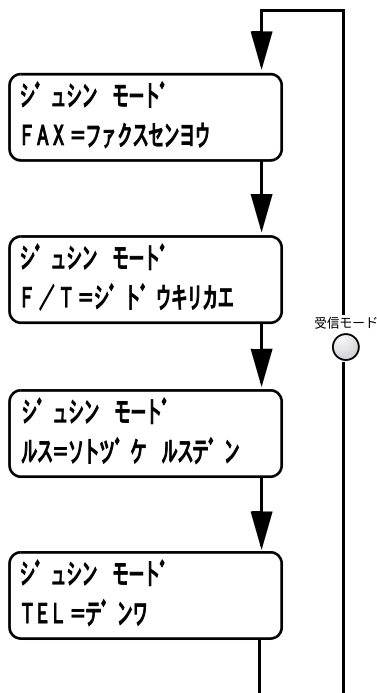 ジュシン モード
FAX=ファクスセンヨウ
ジュシン モード
F/T=ジドウキリカエ
受信モード
ジュシン モード
ルス=ソトヅケ ルスデン
ジュシン モード
TEL=デンワ